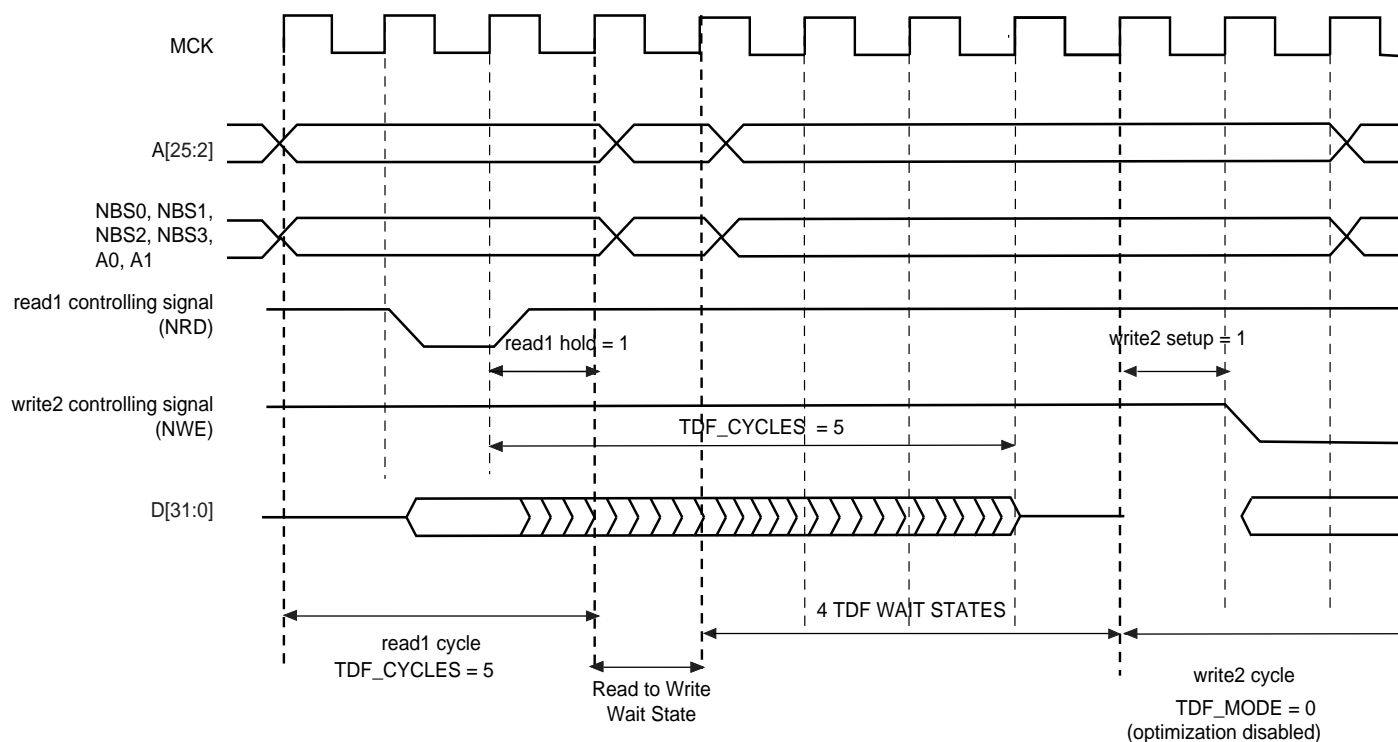 MCK
A[25:2]
NBS0, NBS1,
NBS2, NBS3,
A0, A1
read1 controlling signal
(NRD)
read1 hold = 1
write2 setup = 1
write2 controlling signal
(NWE)
TDF_CYCLES = 5
D[31:0]
4 TDF WAIT STATES
read1 cycle
TDF_CYCLES = 5
Read to Write
Wait State
write2 cycle
TDF_MODE = 0
(optimization disabled)